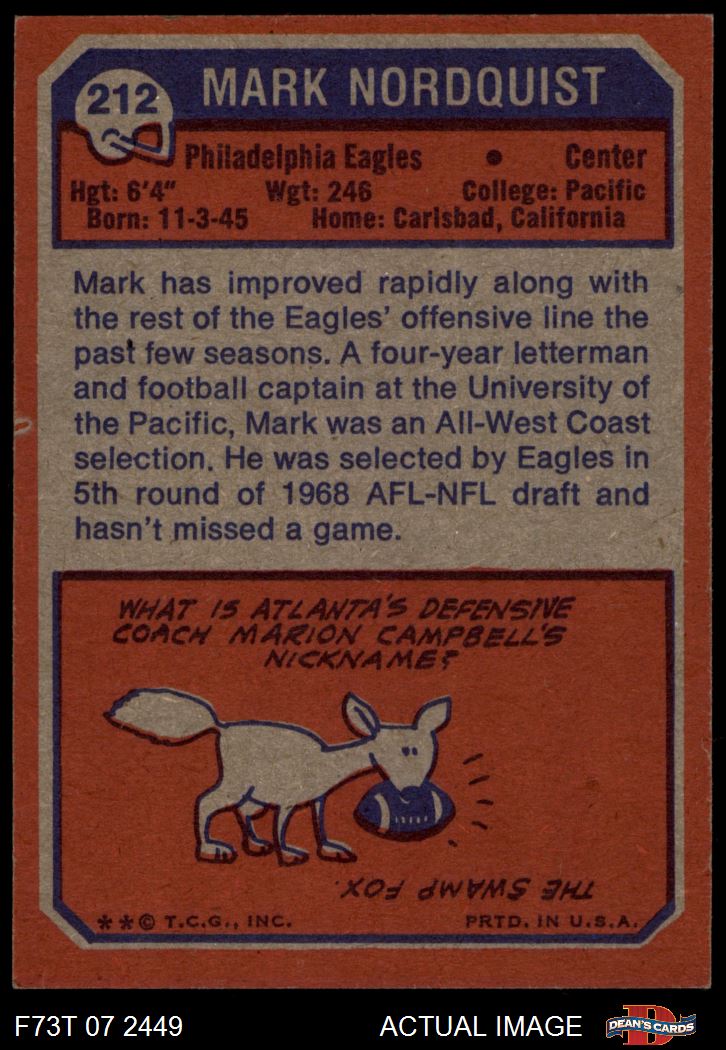 212
MARK NORDQUIST
Philadelphia Eagles • Center
Hgt: 6'4" Wgt: 246 College: Pacific
Born: 11-3-45 Home: Carlsbad, California
Mark has improved rapidly along with
the rest of the Eagles' offensive line the
past few seasons. A four-year letterman
and football captain at the University of
the Pacific, Mark was an All-West Coast
selection. He was selected by Eagles in
5th round of 1968 AFL-NFL draft and
hasn't missed a game.
WHAT IS ATLANTA'S DEFENSIVE
COACH MARION CAMPBELL'S
NICKNAME?
THE SWAMP FOX.
**© T.C.G., INC. PRTD. IN U.S.A.
F73T 07 2449 ACTUAL IMAGE D DEAN'S CARDS